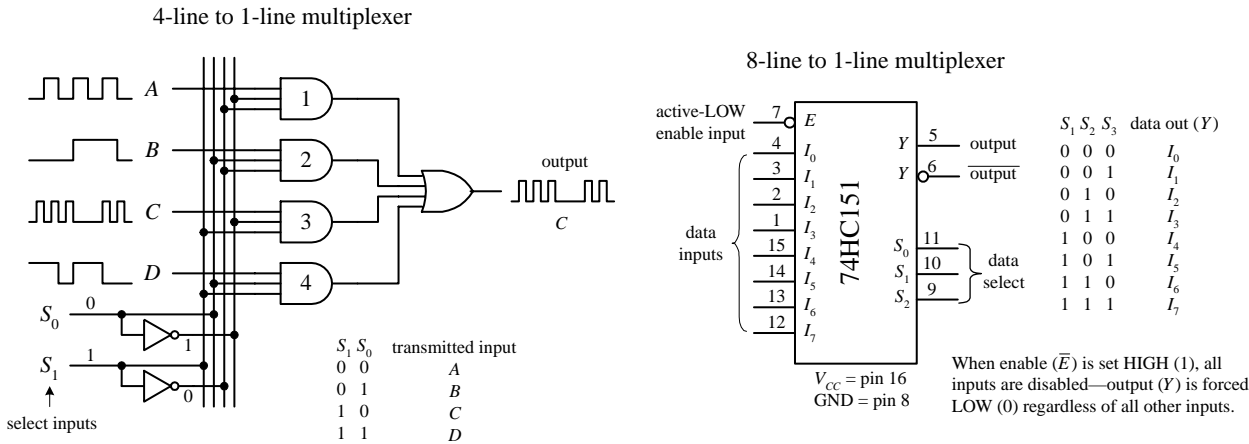 4-line to 1-line multiplexer
A
B
C
D
1
2
3
4
output
C
S0
0
1
S1
1
0
select inputs
S1 S0 transmitted input
0 0 A
0 1 B
1 0 C
1 1 D
8-line to 1-line multiplexer
active-LOW
enable input
7 E
4 I0
3 I1
2 I2
1 I3
15 I4
14 I5
13 I6
12 I7
data
inputs
74HC151
Y 5 output
Y 6 output
S0 11
S1 10
S2 9
data
select
VCC = pin 16
GND = pin 8
S1 S2 S3 data out (Y)
0 0 0 I0
0 0 1 I1
0 1 0 I2
0 1 1 I3
1 0 0 I4
1 0 1 I5
1 1 0 I6
1 1 1 I7
When enable (E̅) is set HIGH (1), all
inputs are disabled—output (Y) is forced
LOW (0) regardless of all other inputs.